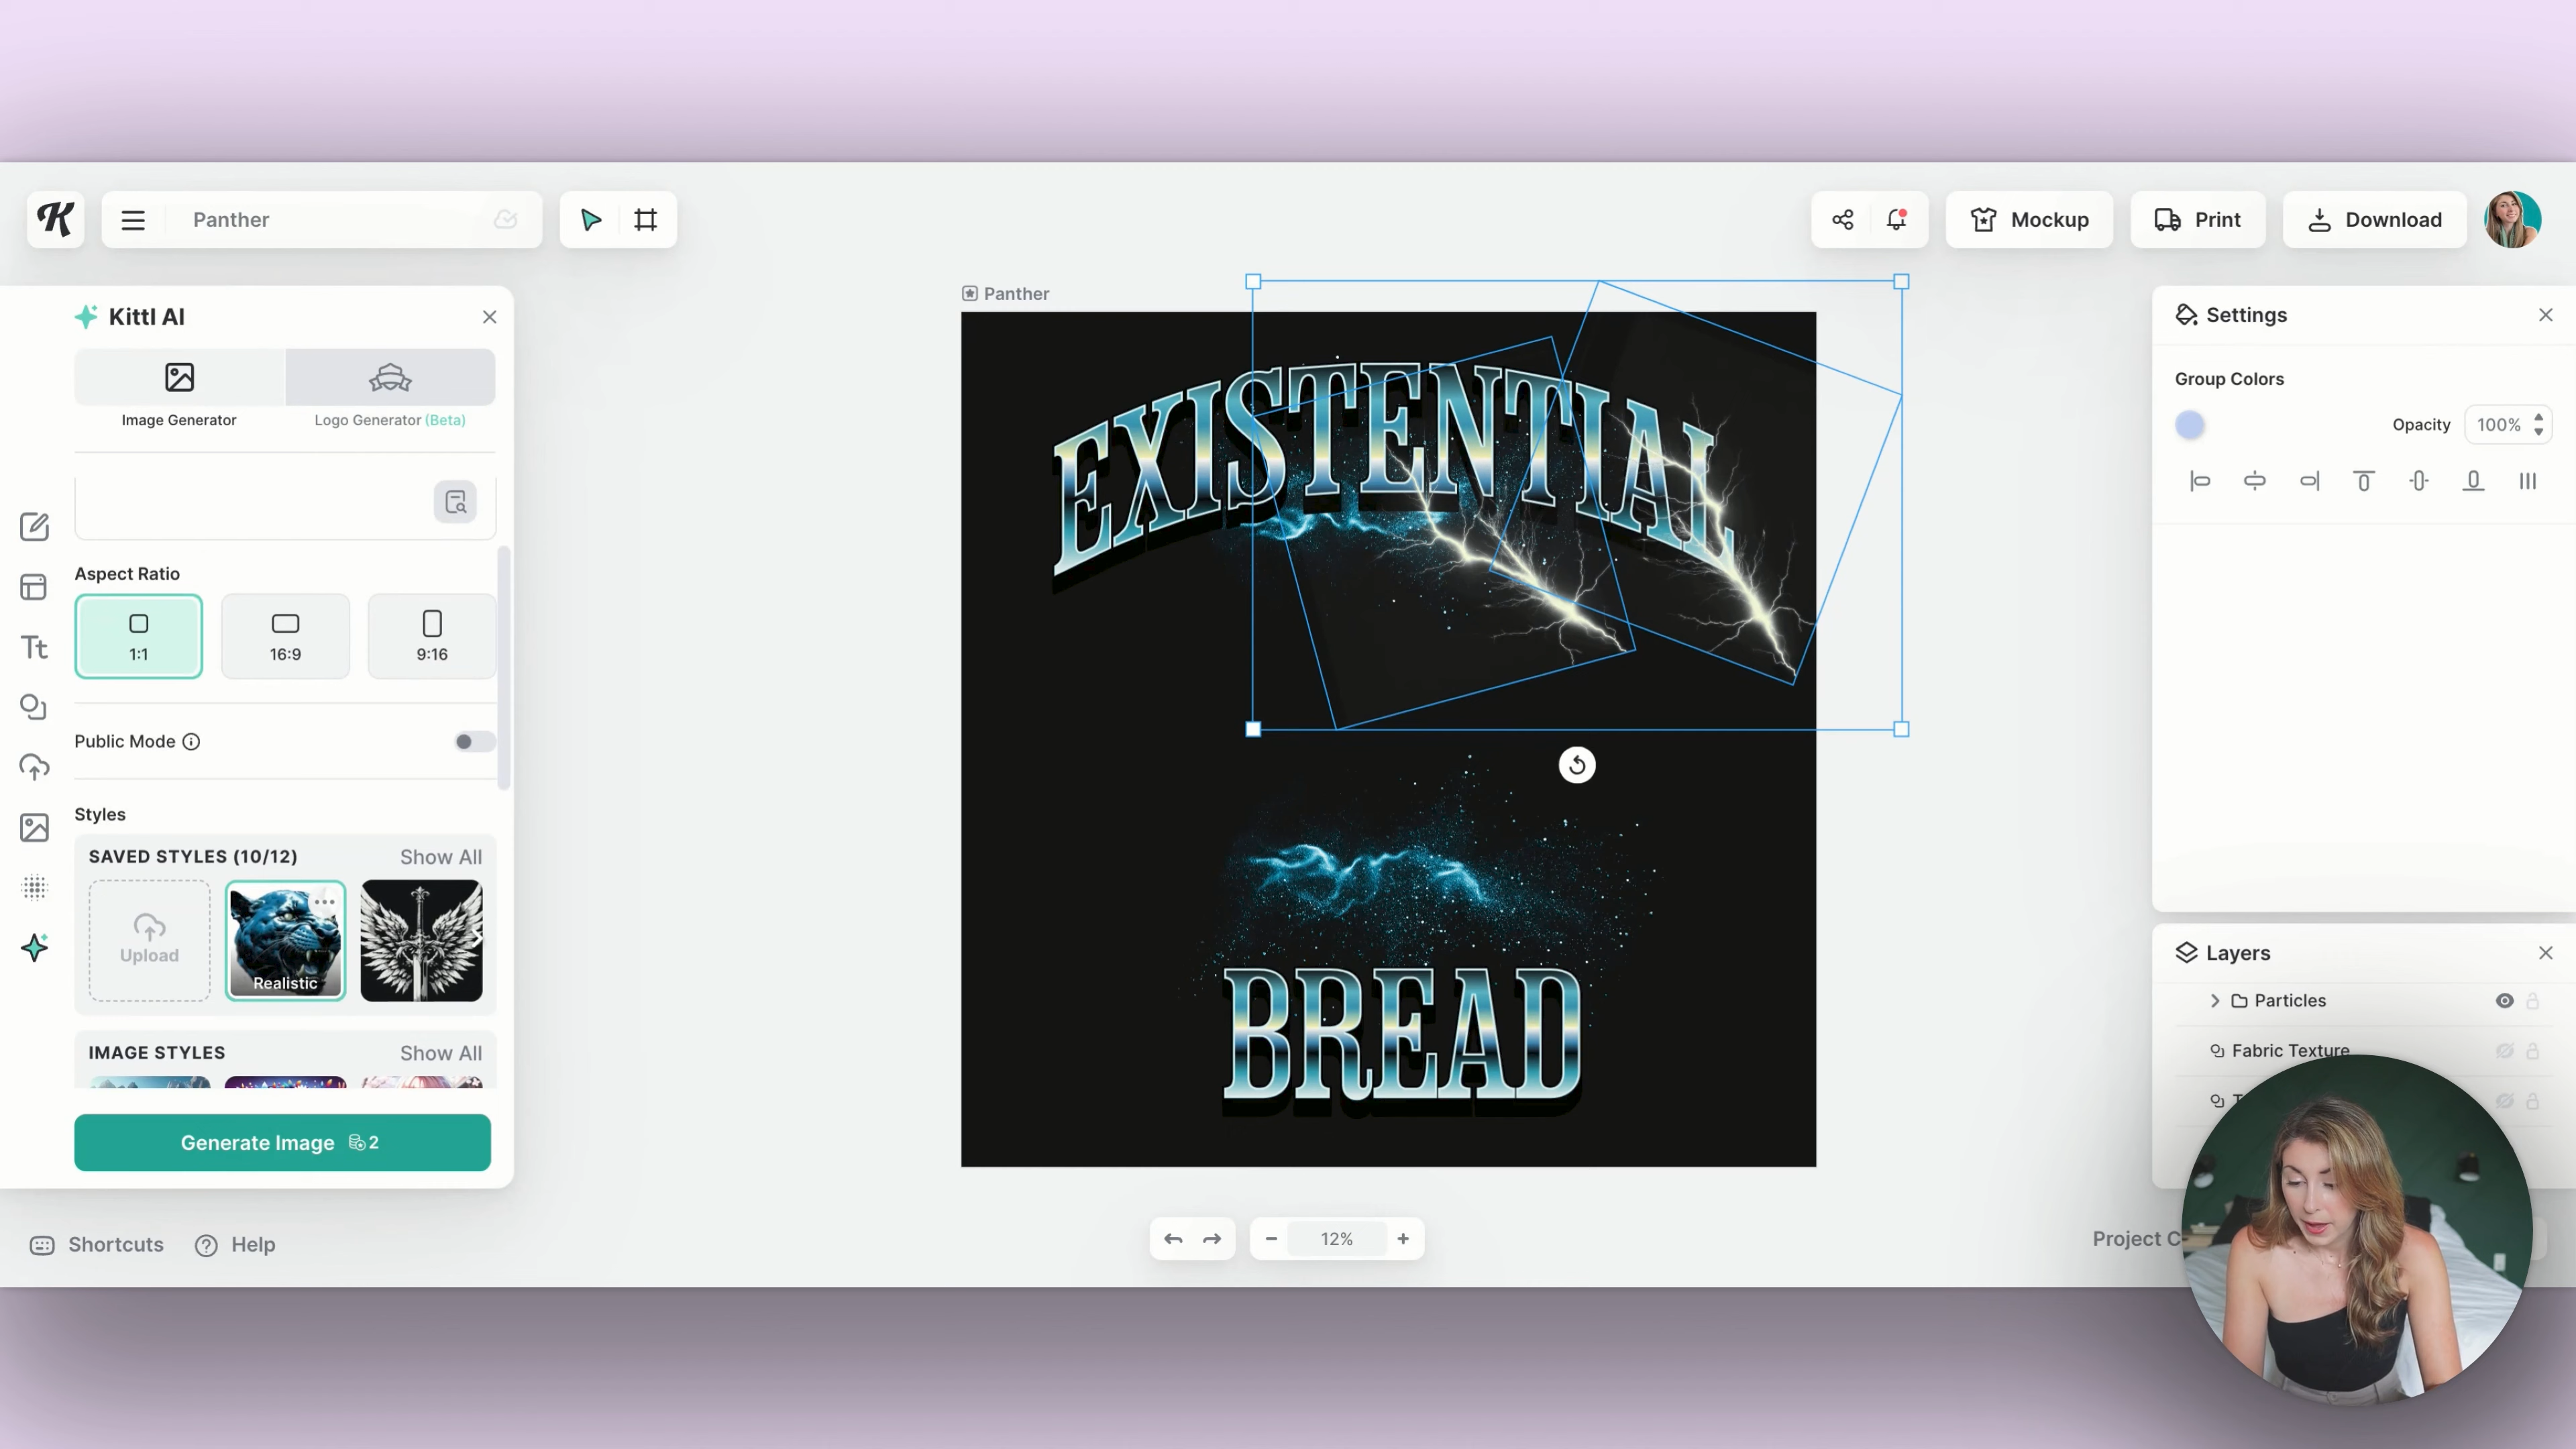 K
Panther
Mockup
Print
Download
Kittl AI
Image Generator
Logo Generator (Beta)
Aspect Ratio
1:1
16:9
9:16
Public Mode
Styles
SAVED STYLES (10/12)
Show All
Upload
Realistic
IMAGE STYLES
Show All
Generate Image 2
Shortcuts
Help
Panther
EXISTENTIAL
BREAD
12%
Settings
Group Colors
Opacity
100%
Layers
Particles
Fabric Texture
T
Project C